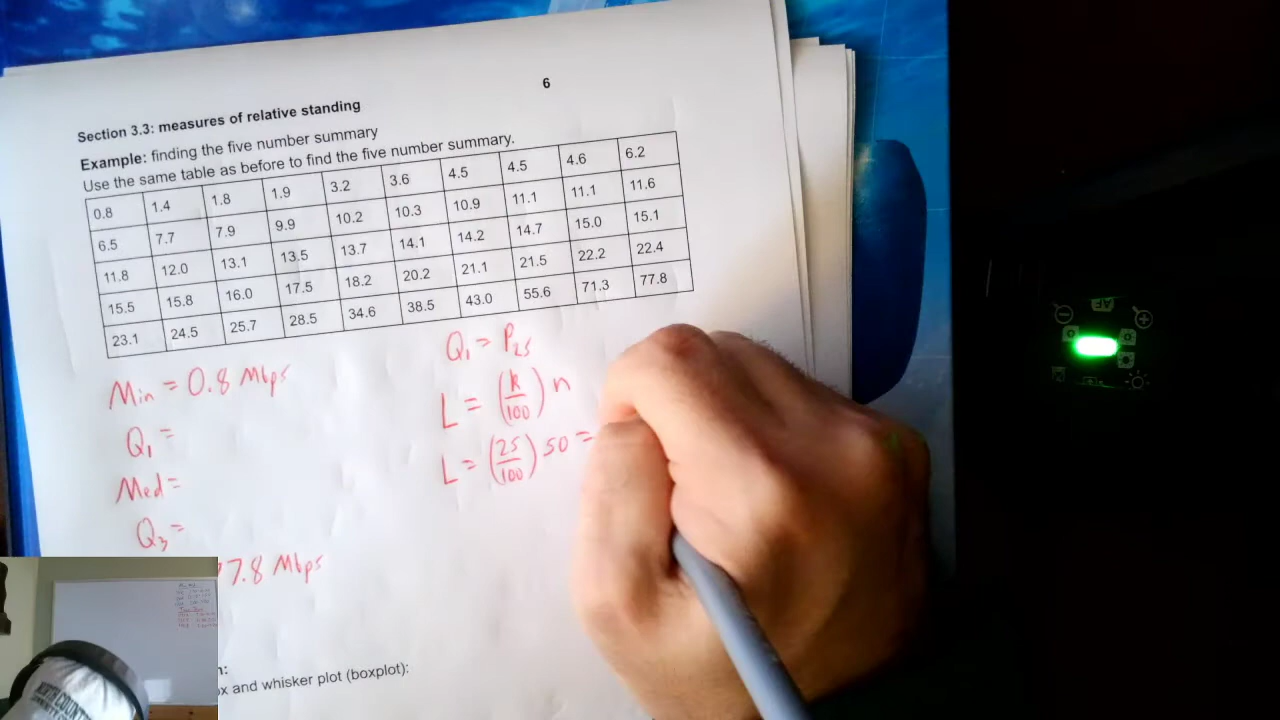 6
Section 3.3: measures of relative standing
Example: finding the five number summary
Use the same table as before to find the five number summary.
0.8 1.4 1.8 1.9 3.2 3.6 4.5 4.5 4.6 6.2
6.5 7.7 7.9 9.9 10.2 10.3 10.9 11.1 11.1 11.6
11.8 12.0 13.1 13.5 13.7 14.1 14.2 14.7 15.0 15.1
15.5 15.8 16.0 17.5 18.2 20.2 21.1 21.5 22.2 22.4
23.1 24.5 25.7 28.5 34.6 38.5 43.0 55.6 71.3 77.8
Min = 0.8 Mbps
Q₁ =
Med =
Q₃ =
77.8 Mbps
Q₁ = P₂₅
L = (k/100) n
L = (25/100) 50 =
x and whisker plot (boxplot):
NORTH COUNT
AF